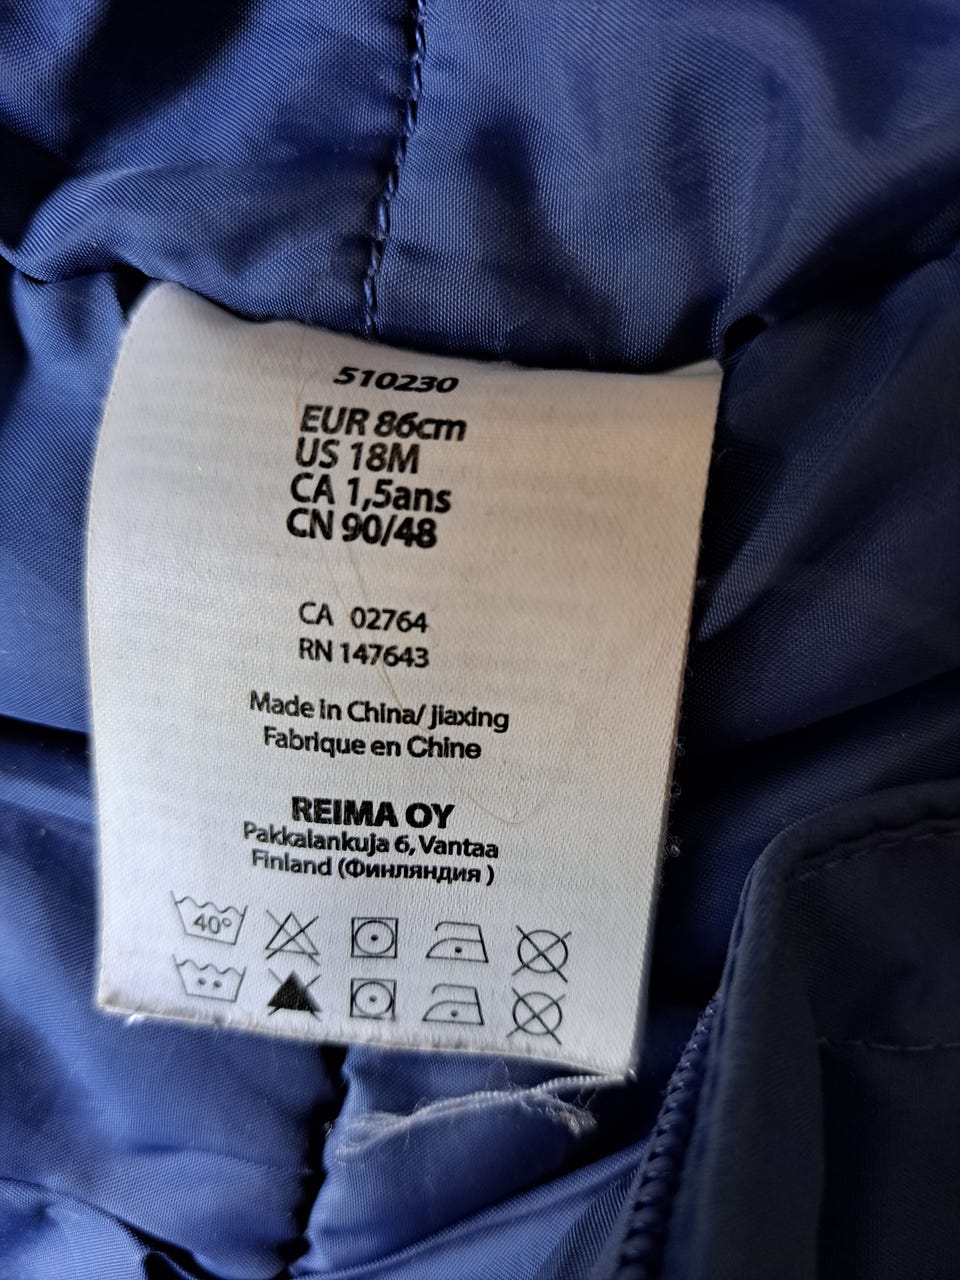 510230
EUR 86cm
US 18M
CA 1,5ans
CN 90/48
CA 02764
RN 147643
Made in China/ Jiaxing
Fabrique en Chine
REIMA OY
Pakkalankuja 6, Vantaa
Finland (Финляндия )
40°